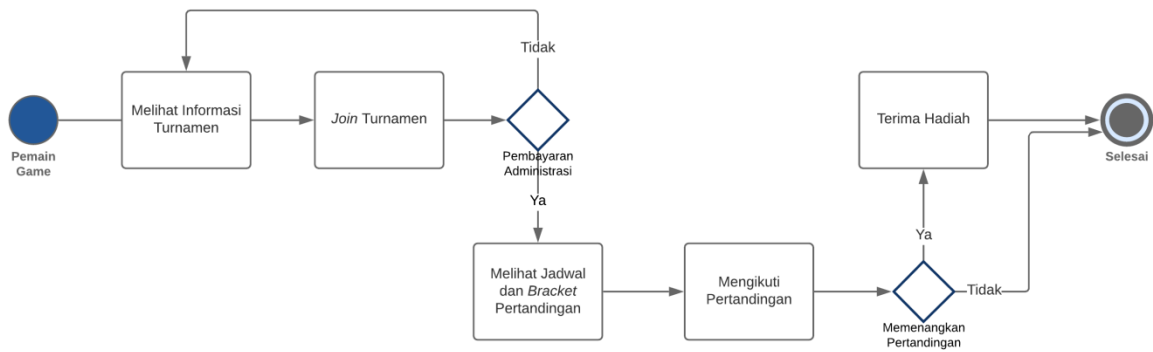 Pemain
Game
Melihat Informasi
Turnamen
Join Turnamen
Tidak
Pembayaran
Administrasi
Ya
Melihat Jadwal
dan Bracket
Pertandingan
Mengikuti
Pertandingan
Memenangkan
Pertandingan
Ya
Tidak
Terima Hadiah
Selesai